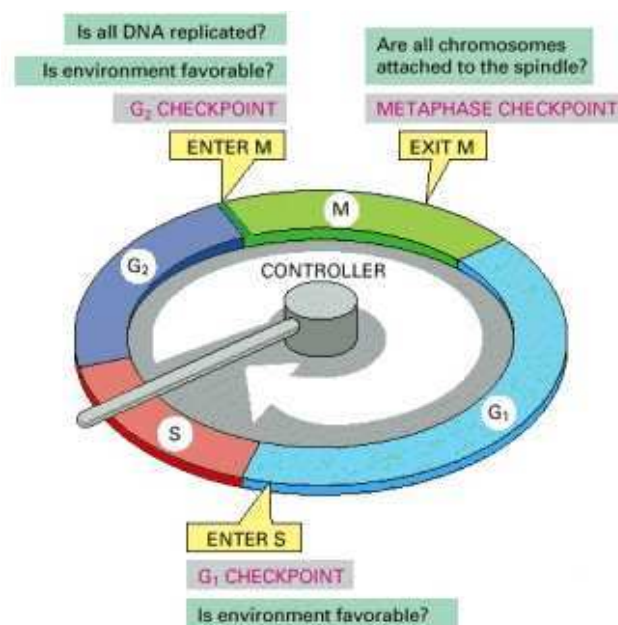 Is all DNA replicated?
Is environment favorable?
G₂ CHECKPOINT
ENTER M
Are all chromosomes
attached to the spindle?
METAPHASE CHECKPOINT
EXIT M
M
G₂
CONTROLLER
G₁
S
ENTER S
G₁ CHECKPOINT
Is environment favorable?